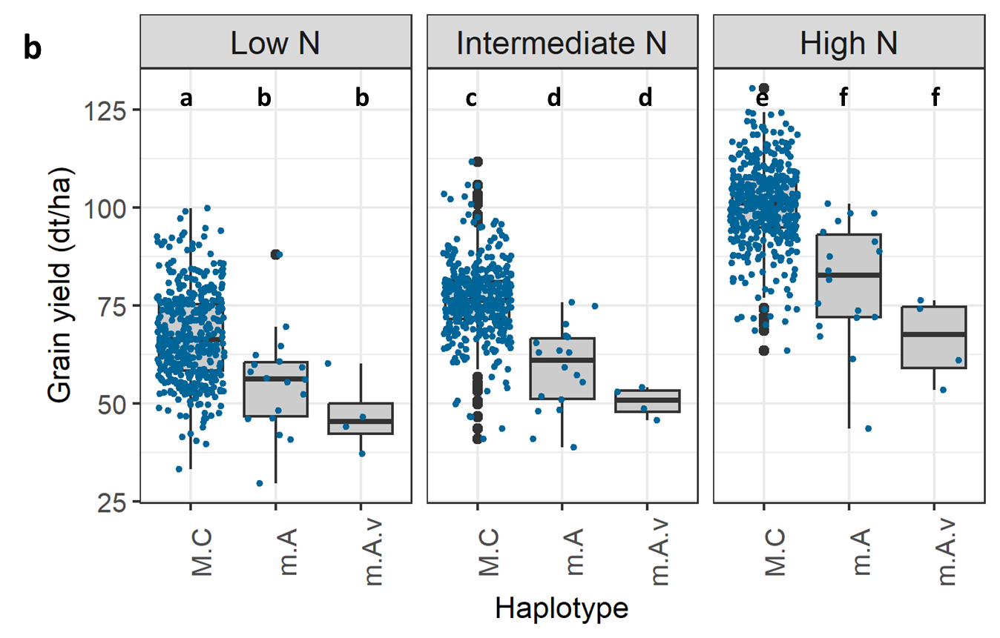 b
Low N
Intermediate N
High N
a b b
c d d
e f f
125
100
75
50
25
Grain yield (dt/ha)
M.C m.A m.A.v
M.C m.A m.A.v
M.C m.A m.A.v
Haplotype